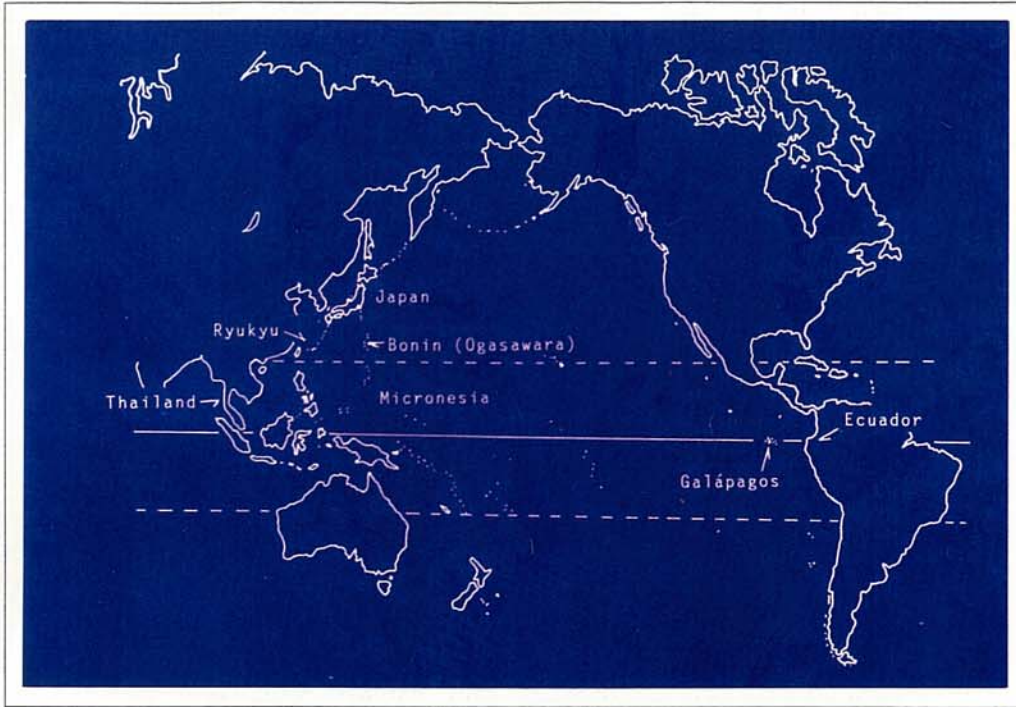 Japan
Ryukyu
Bonin (Ogasawara)
Thailand
Micronesia
Ecuador
Galápagos